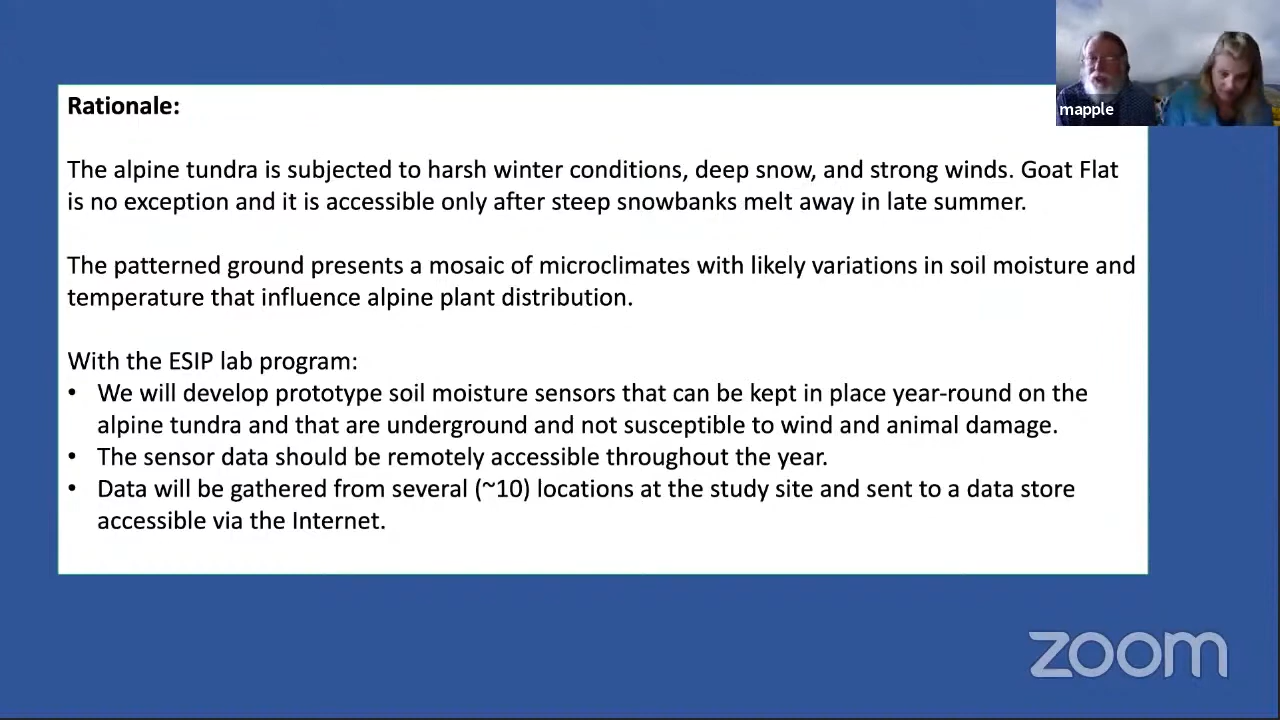 Rationale:
The alpine tundra is subjected to harsh winter conditions, deep snow, and strong winds. Goat Flat
is no exception and it is accessible only after steep snowbanks melt away in late summer.
The patterned ground presents a mosaic of microclimates with likely variations in soil moisture and
temperature that influence alpine plant distribution.
With the ESIP lab program:
• We will develop prototype soil moisture sensors that can be kept in place year-round on the
alpine tundra and that are underground and not susceptible to wind and animal damage.
• The sensor data should be remotely accessible throughout the year.
• Data will be gathered from several (~10) locations at the study site and sent to a data store
accessible via the Internet.
mapple
zoom